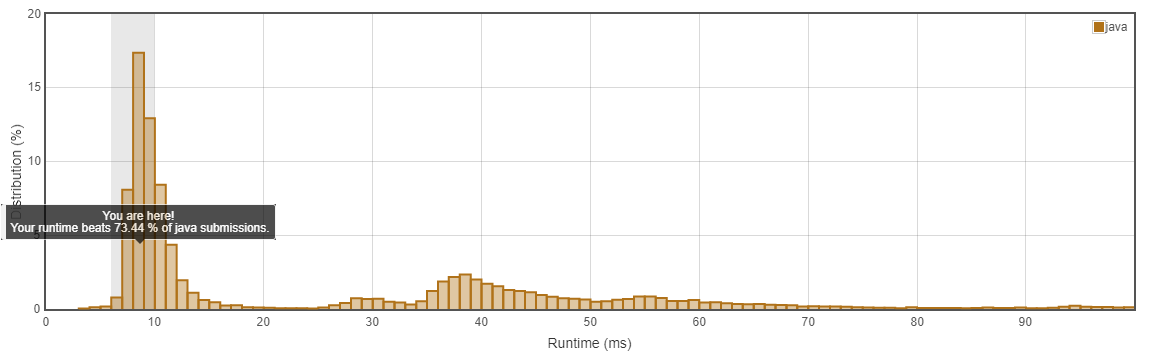 20
java
15
10
Distribution (%)
You are here!
Your runtime beats 73.44 % of java submissions.
5
0
0 10 20 30 40 50 60 70 80 90
Runtime (ms)